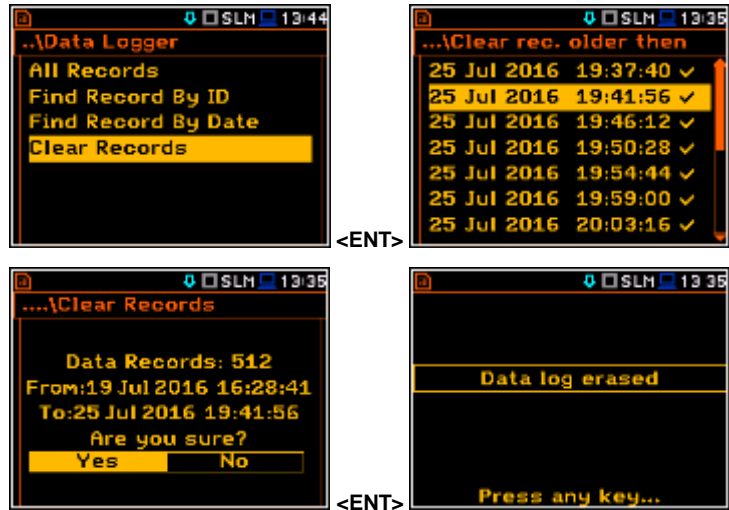 SLM 13:44
..\Data Logger
All Records
Find Record By ID
Find Record By Date
Clear Records
<ENT>
SLM 13:35
...\Clear rec. older then
25 Jul 2016 19:37:40 ✓
25 Jul 2016 19:41:56 ✓
25 Jul 2016 19:46:12 ✓
25 Jul 2016 19:50:28 ✓
25 Jul 2016 19:54:44 ✓
25 Jul 2016 19:59:00 ✓
25 Jul 2016 20:03:16 ✓
SLM 13:35
....\Clear Records
Data Records: 512
From:19 Jul 2016 16:28:41
To:25 Jul 2016 19:41:56
Are you sure?
Yes No
<ENT>
SLM 13 35
Data log erased
Press any key...